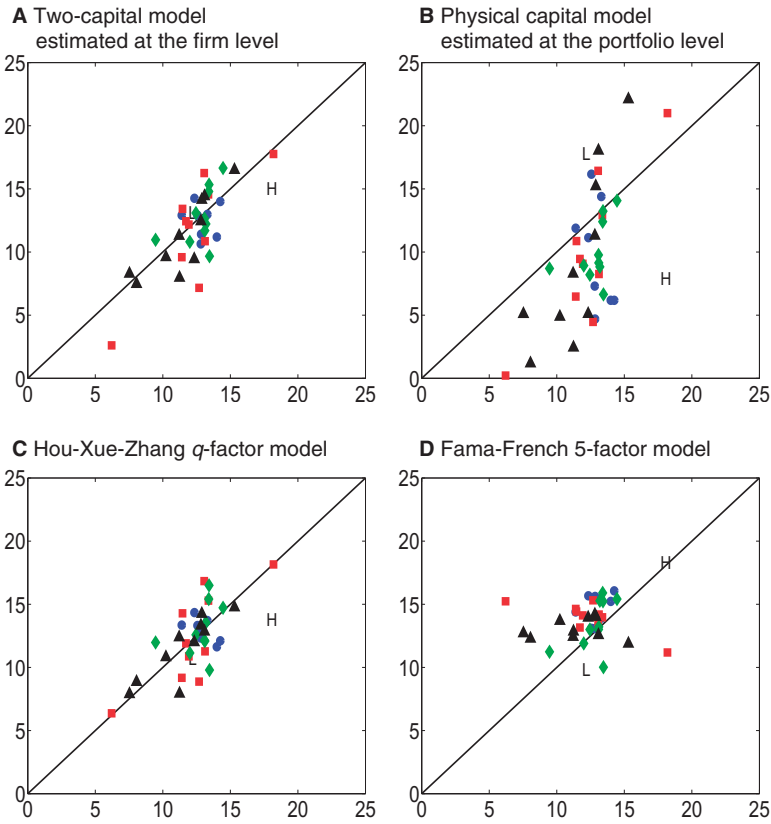 A Two-capital model
estimated at the firm level
25
20
15
10
5
0
0 5 10 15 20 25
H
L
B Physical capital model
estimated at the portfolio level
25
20
15
10
5
0
0 5 10 15 20 25
L
H
C Hou-Xue-Zhang q-factor model
25
20
15
10
5
0
0 5 10 15 20 25
H
L
D Fama-French 5-factor model
25
20
15
10
5
0
0 5 10 15 20 25
H
L